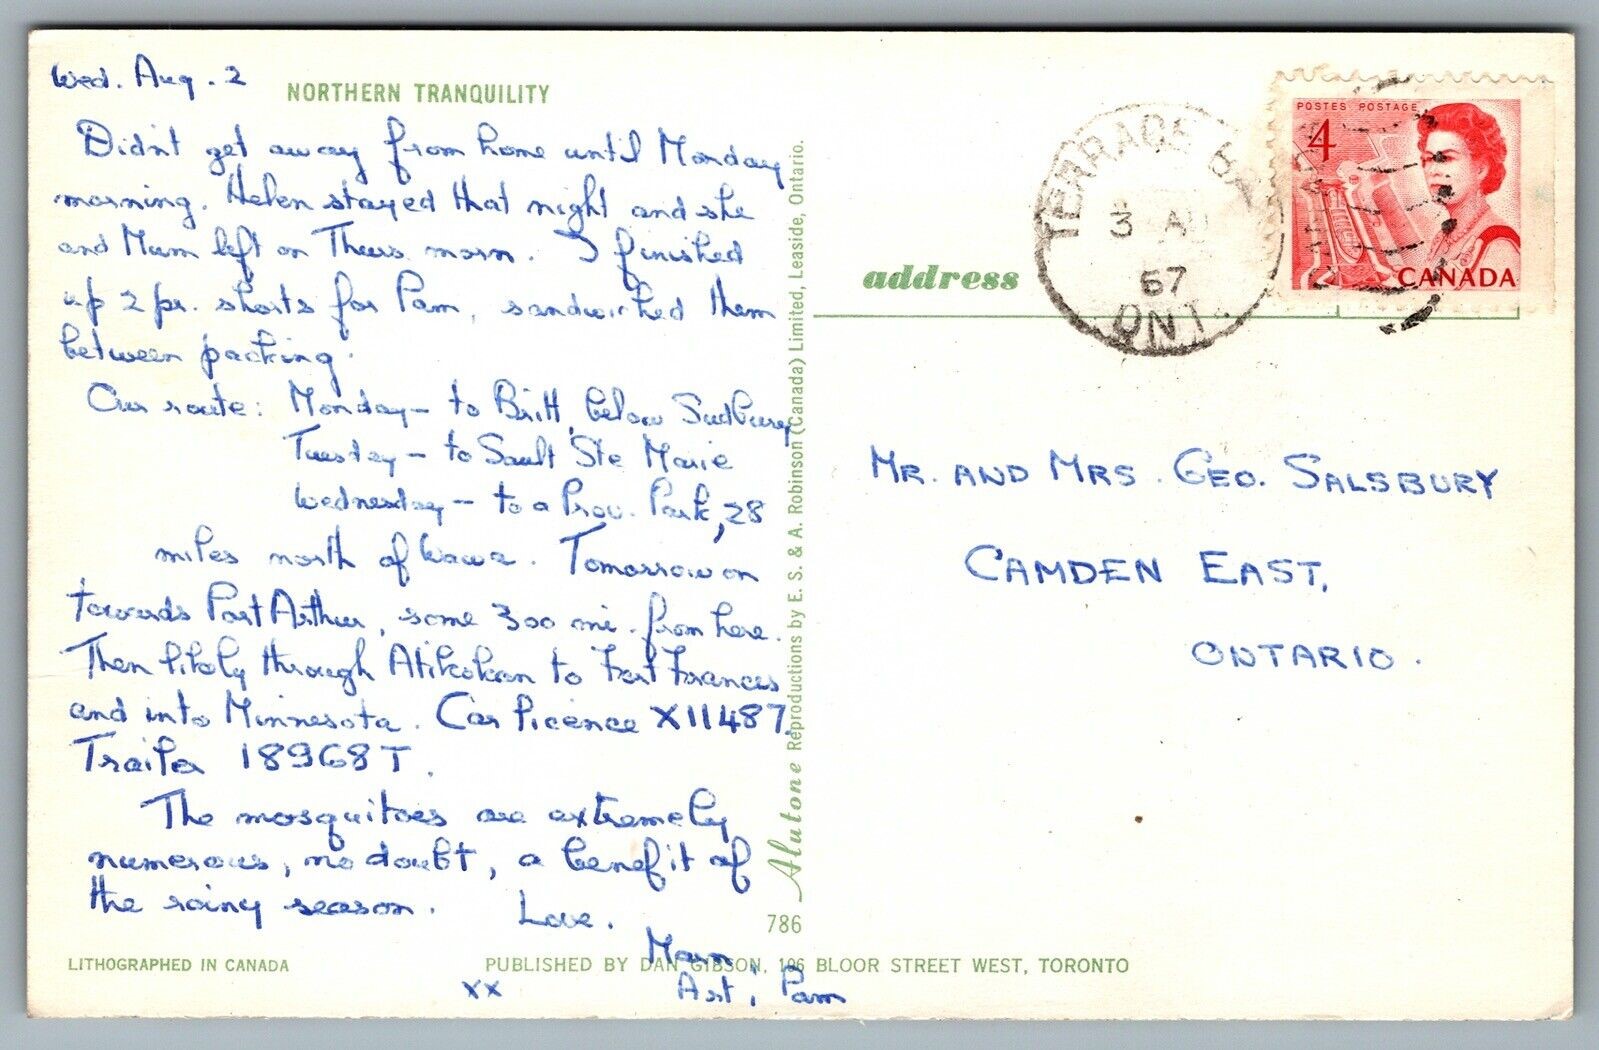 Wed. Aug. 2
NORTHERN TRANQUILITY
Didn't get away from home until Monday
morning. Helen stayed that night and she
and Mum left on Thurs morn. I finished
up 2 pr. shorts for Pam, sandwiched them
between packing.
Our route: Monday - to Britt, below Sudbury
Tuesday - to Sault Ste Marie
Wednesday - to a Prov. Park, 28
miles north of Wawa. Tomorrow on
towards Port Arthur, some 300 mi. from here.
Then likely through Atikokan to Fort Frances
and into Minnesota. Car licence X11487,
Trailer 18968T.
The mosquitoes are extremely
numerous, no doubt, a benefit of
the rainy season. Love.
Art, Pam
xx
LITHOGRAPHED IN CANADA
PUBLISHED BY DAN GIBSON, 196 BLOOR STREET WEST, TORONTO
786
Alutone Reproductions by E. S. & A. Robinson (Canada) Limited, Leaside, Ontario.
address
TERRACE BA
3 AU
67
ONT.
POSTES POSTAGE
4
CANADA
MR. AND MRS. GEO. SALSBURY
CAMDEN EAST,
ONTARIO.